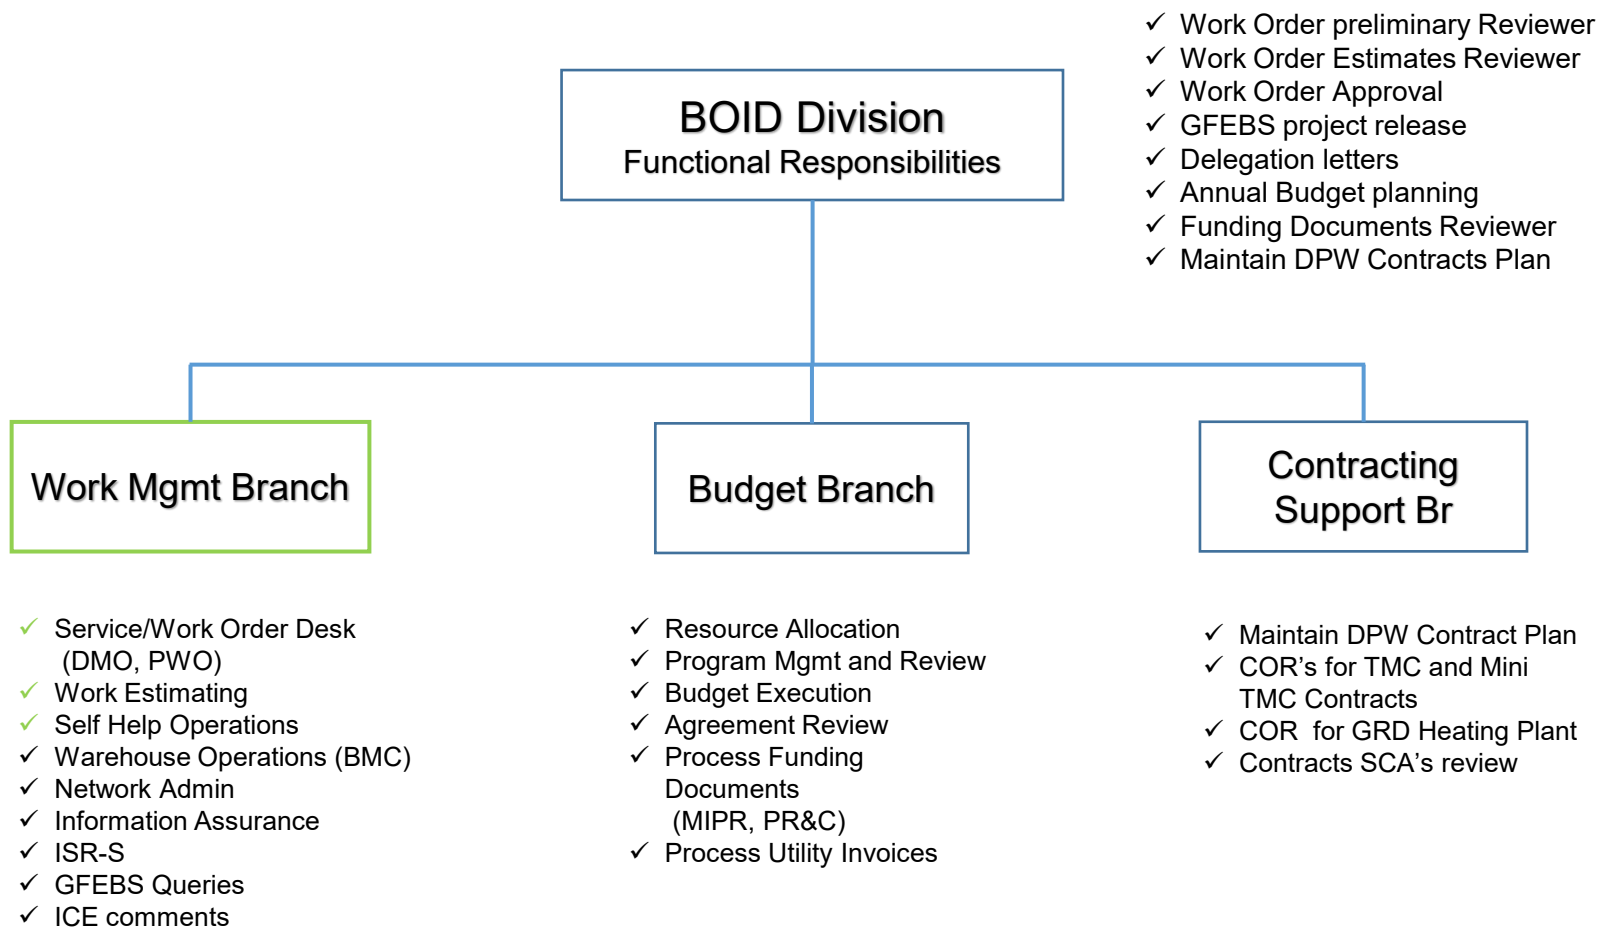 ✓ Work Order preliminary Reviewer
✓ Work Order Estimates Reviewer
✓ Work Order Approval
✓ GFEBS project release
✓ Delegation letters
✓ Annual Budget planning
✓ Funding Documents Reviewer
✓ Maintain DPW Contracts Plan
BOID Division
Functional Responsibilities
Work Mgmt Branch
✓ Service/Work Order Desk
(DMO, PWO)
✓ Work Estimating
✓ Self Help Operations
✓ Warehouse Operations (BMC)
✓ Network Admin
✓ Information Assurance
✓ ISR-S
✓ GFEBS Queries
✓ ICE comments
Budget Branch
✓ Resource Allocation
✓ Program Mgmt and Review
✓ Budget Execution
✓ Agreement Review
✓ Process Funding
Documents
(MIPR, PR&C)
✓ Process Utility Invoices
Contracting
Support Br
✓ Maintain DPW Contract Plan
✓ COR's for TMC and Mini
TMC Contracts
✓ COR for GRD Heating Plant
✓ Contracts SCA's review